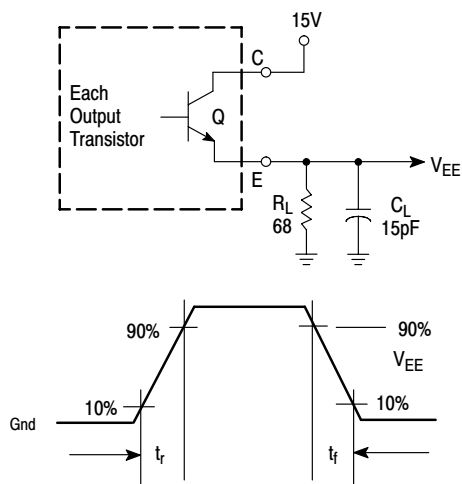 15V
C
Each
Output
Transistor
Q
E
V_EE
R_L
68
C_L
15pF
90%
90%
V_EE
10%
10%
Gnd
t_r
t_f